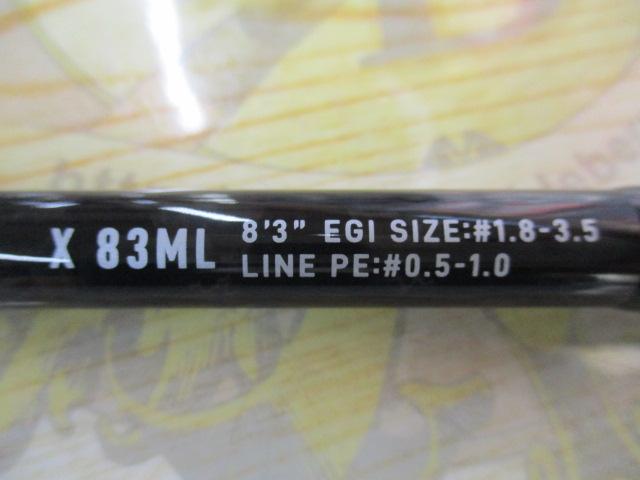 X 83ML 8'3" EGI SIZE:#1.8-3.5
LINE PE:#0.5-1.0